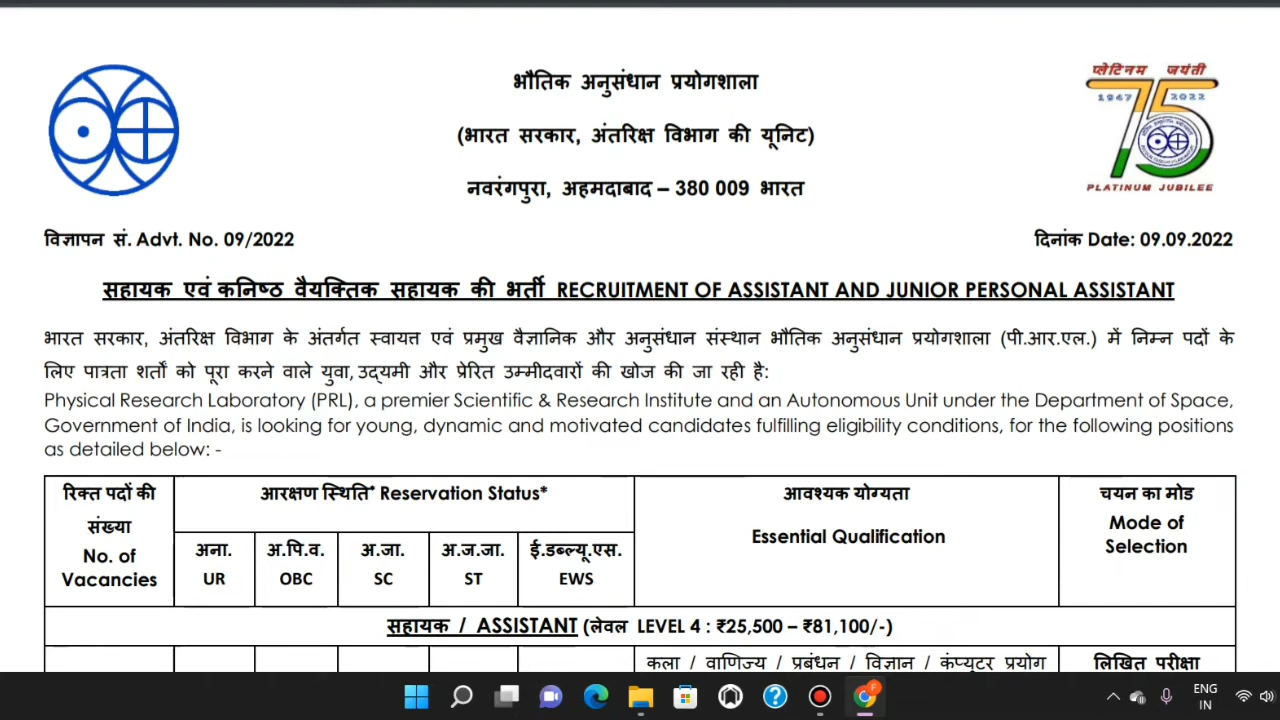 भौतिक अनुसंधान प्रयोगशाला
(भारत सरकार, अंतरिक्ष विभाग की यूनिट)
नवरंगपुरा, अहमदाबाद – 380 009 भारत
प्लेटिनम जयंती
1947 2022
75
PLATINUM JUBILEE
विज्ञापन सं. Advt. No. 09/2022
दिनांक Date: 09.09.2022
सहायक एवं कनिष्ठ वैयक्तिक सहायक की भर्ती RECRUITMENT OF ASSISTANT AND JUNIOR PERSONAL ASSISTANT
भारत सरकार, अंतरिक्ष विभाग के अंतर्गत स्वायत्त एवं प्रमुख वैज्ञानिक और अनुसंधान संस्थान भौतिक अनुसंधान प्रयोगशाला (पी.आर.एल.) में निम्न पदों के
लिए पात्रता शर्तों को पूरा करने वाले युवा, उद्यमी और प्रेरित उम्मीदवारों की खोज की जा रही है:
Physical Research Laboratory (PRL), a premier Scientific & Research Institute and an Autonomous Unit under the Department of Space,
Government of India, is looking for young, dynamic and motivated candidates fulfilling eligibility conditions, for the following positions
as detailed below: -
रिक्त पदों की
संख्या
No. of
Vacancies
आरक्षण स्थिति* Reservation Status*
अना.
UR
अ.पि.व.
OBC
अ.जा.
SC
अ.ज.जा.
ST
ई.डब्ल्यू.एस.
EWS
आवश्यक योग्यता
Essential Qualification
चयन का मोड
Mode of
Selection
सहायक / ASSISTANT (लेवल LEVEL 4 : ₹25,500 – ₹81,100/-)
कला / वाणिज्य / प्रबंधन / विज्ञान / कंप्यूटर प्रयोग
लिखित परीक्षा
F
ENG
IN